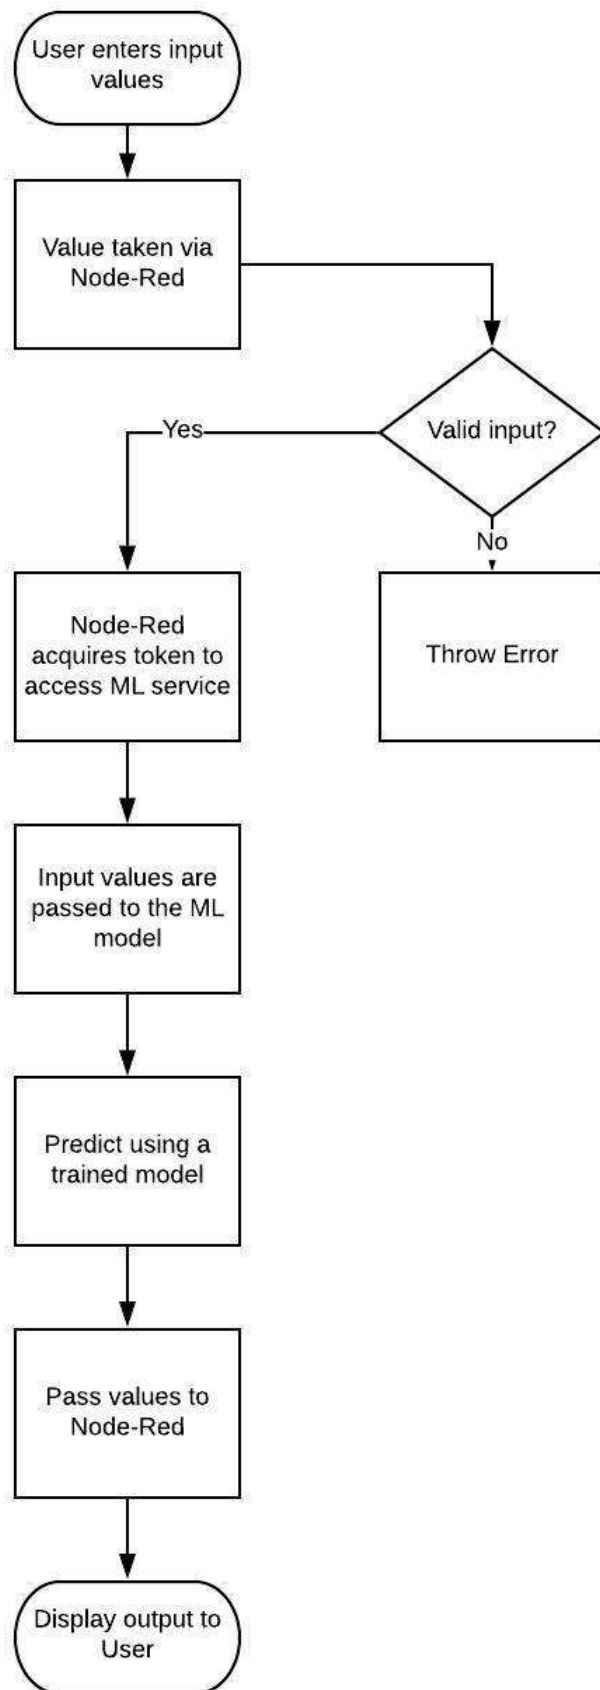 User enters input
values
Value taken via
Node-Red
Valid input?
Yes
No
Node-Red
acquires token to
access ML service
Throw Error
Input values are
passed to the ML
model
Predict using a
trained model
Pass values to
Node-Red
Display output to
User